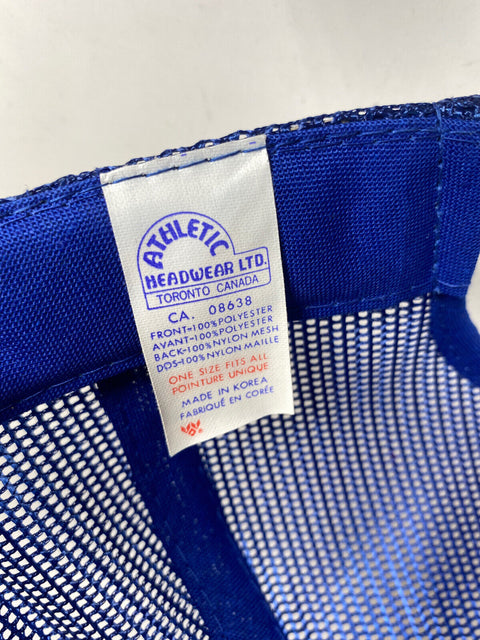 ATHLETIC
HEADWEAR LTD.
TORONTO CANADA
CA. 08638
FRONT=100%POLYESTER
AVANT=100%POLYESTER
BACK=100%NYLON MESH
DOS=100%NYLON MAILLE
ONE SIZE FITS ALL
POINTURE UNIQUE
MADE IN KOREA
FABRIQUÉ EN CORÉE